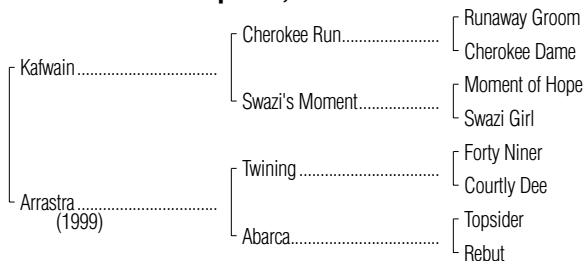 Runaway Groom
Cherokee Run
Cherokee Dame
Kafwain
Moment of Hope
Swazi's Moment
Swazi Girl
Forty Niner
Twining
Courtly Dee
Arrastra
(1999)
Topsider
Abarca
Rebut